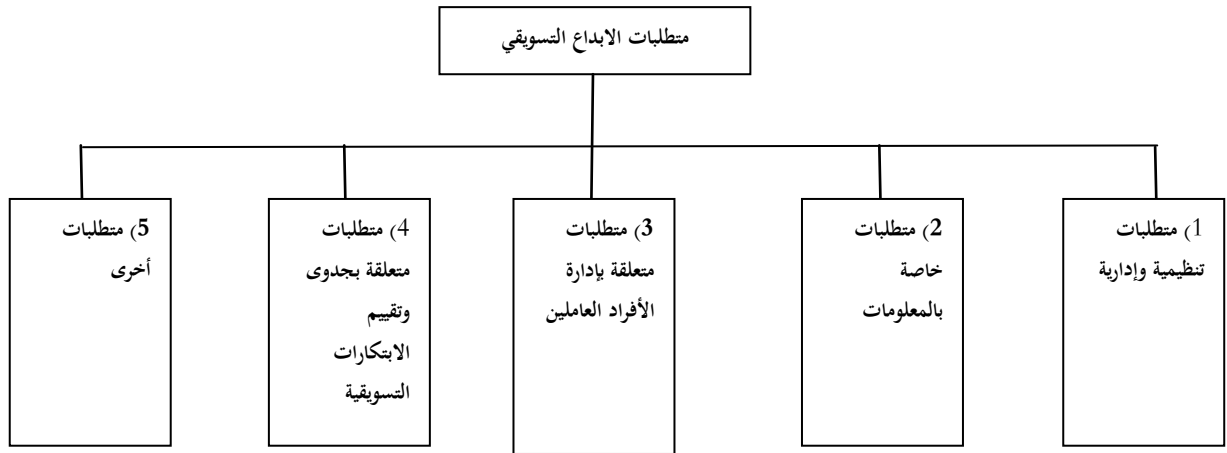 متطلبات الابداع التسويقي
1) متطلبات
تنظيمية وإدارية
2) متطلبات
خاصة
بالمعلومات
3) متطلبات
متعلقة بإدارة
الأفراد العاملين
4) متطلبات
متعلقة بجدوى
وتقييم
الابتكارات
التسويقية
5) متطلبات
أخرى